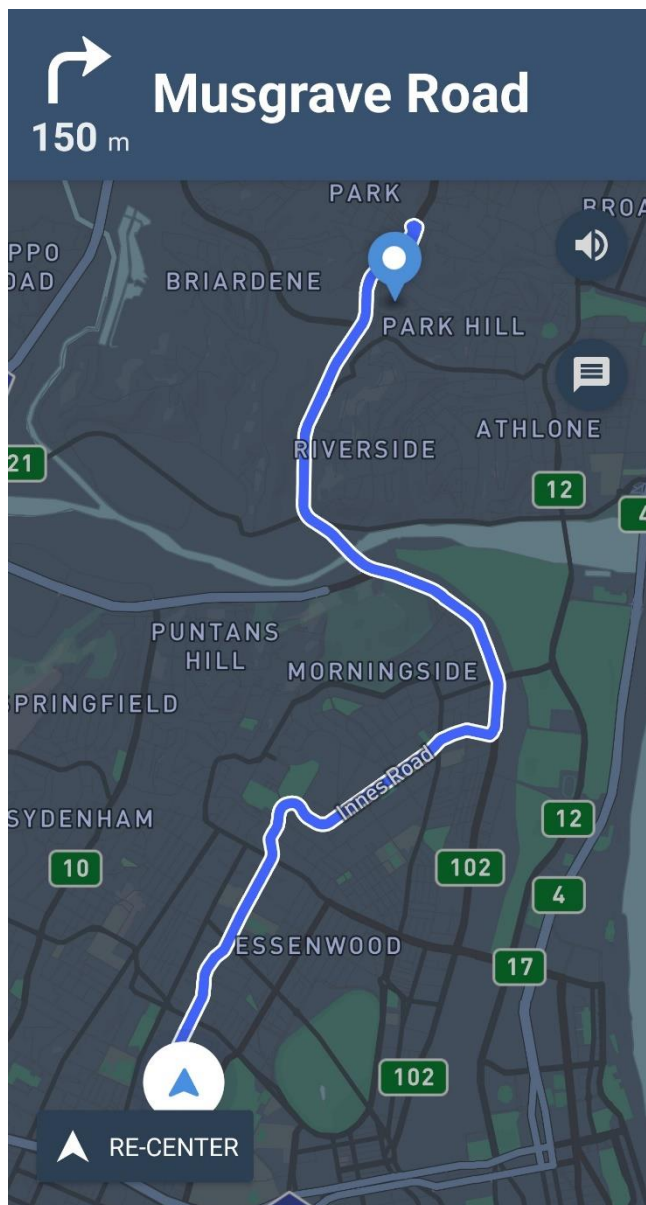 Musgrave Road
150 m
PARK
BROA
PPO
OAD
BRIARDENE
PARK HILL
ATHLONE
RIVERSIDE
21
12
4
PUNTANS
HILL
MORNINGSIDE
SPRINGFIELD
Innes Road
SYDENHAM
12
10
102
4
ESSENWOOD
17
102
RE-CENTER